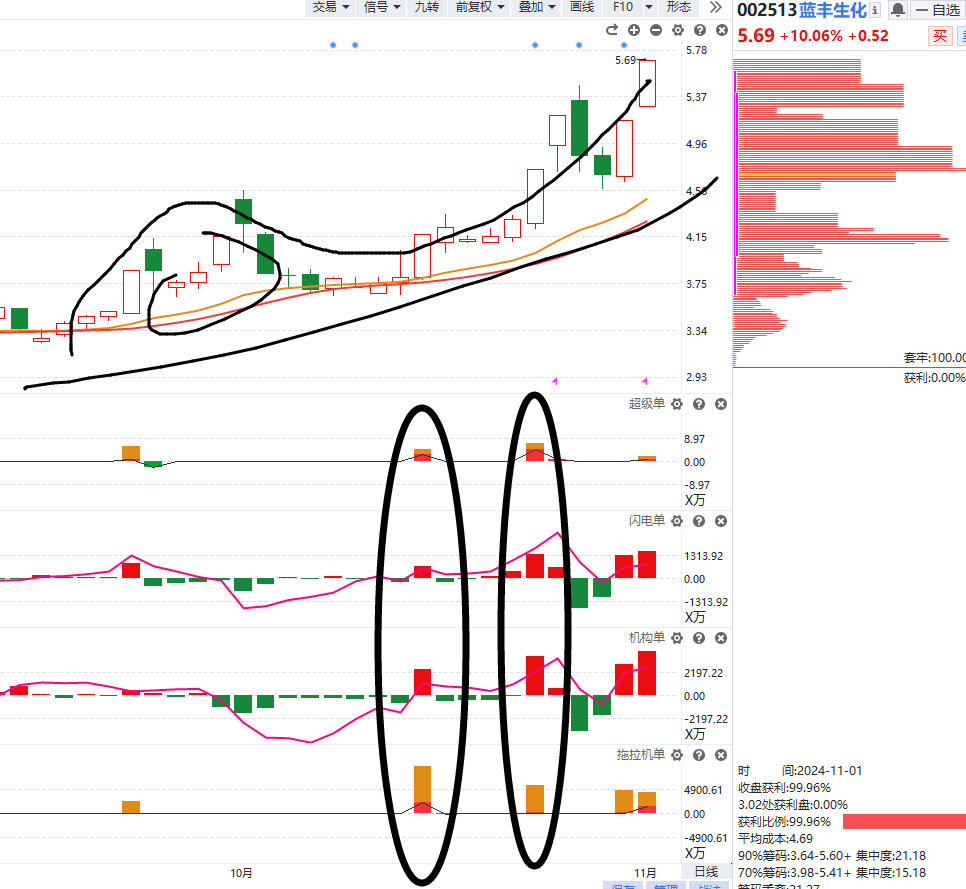 交易 信号 九转 前复权 叠加 画线 F10 形态
002513蓝丰生化 自选
5.69 +10.06% +0.52 买
5.69
5.78
5.37
4.96
4.15
3.75
3.34
2.93
套牢:100.00
获利:0.00%
超级单
8.97
0.00
-8.97
X万
闪电单
1313.92
0.00
-1313.92
X万
机构单
2197.22
0.00
-2197.22
X万
拖拉机单
4900.61
0.00
-4900.61
X万
10月 11月 日线
时 间:2024-11-01
收盘获利:99.96%
3.02处获利盘:0.00%
获利比例:99.96%
平均成本:4.69
90%筹码:3.64-5.60+ 集中度:21.18
70%筹码:3.98-5.41+ 集中度:15.18